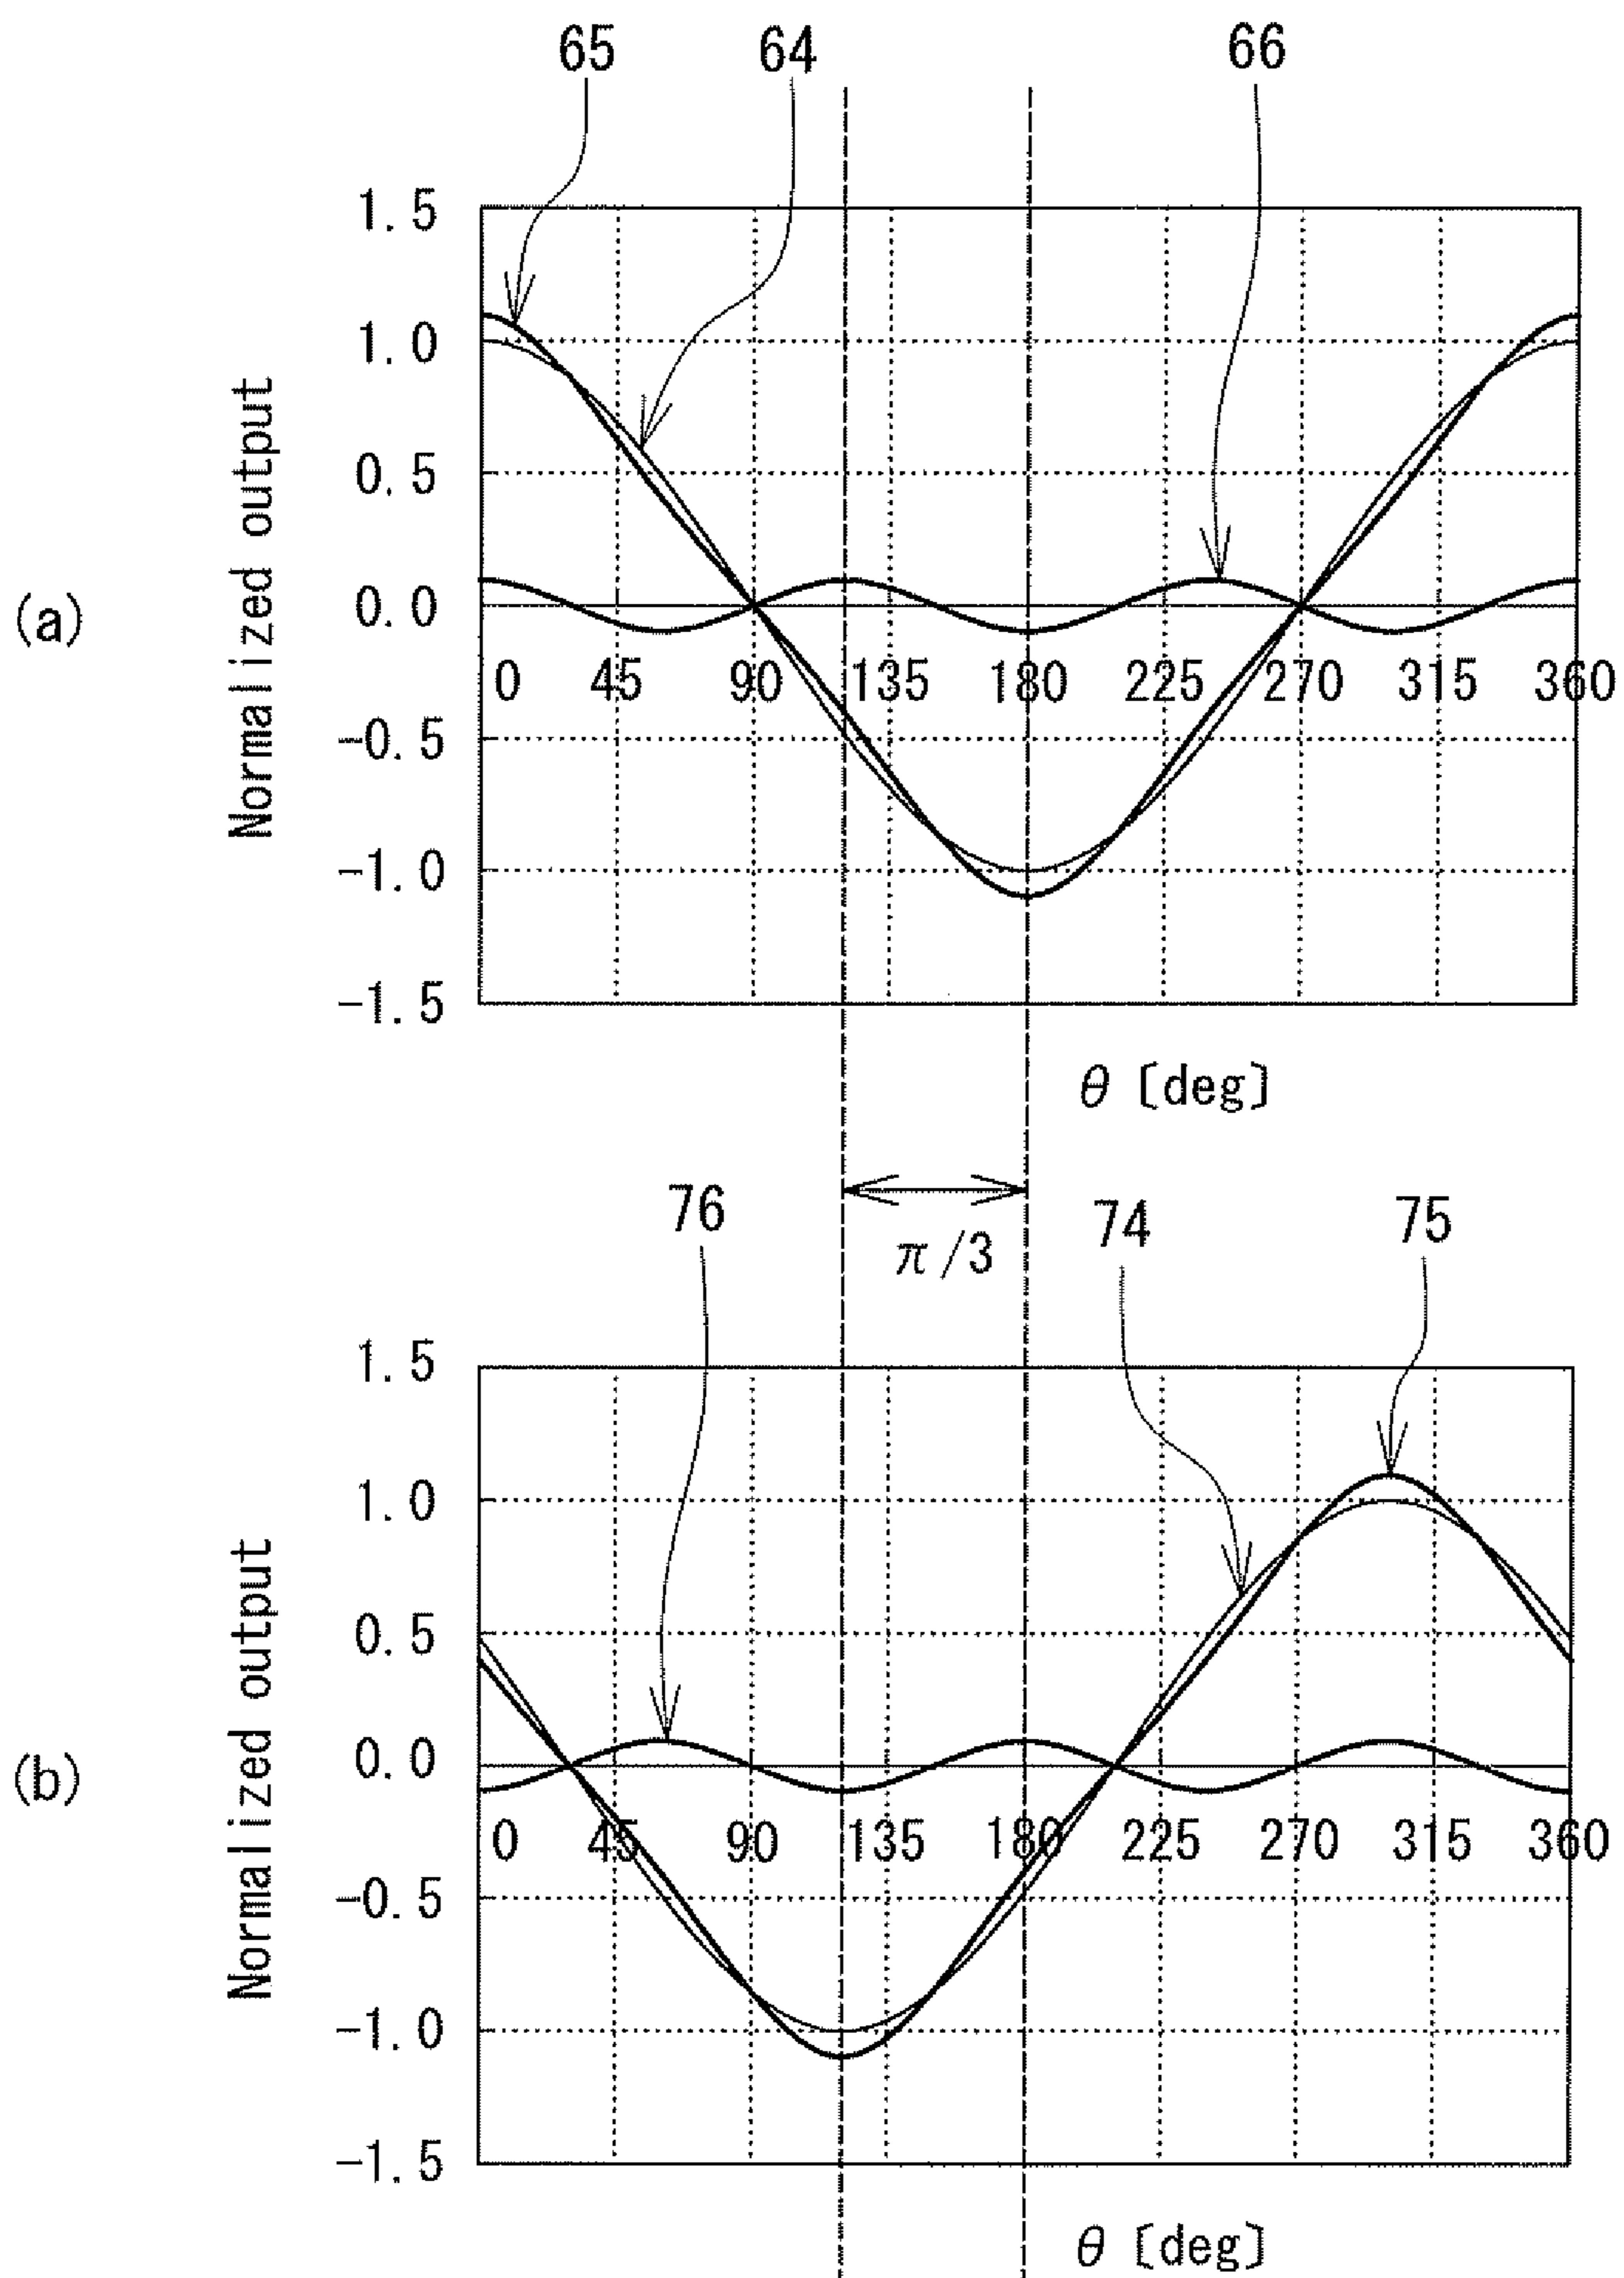 65 64 66
(a)
Normalized output
1.5
1.0
0.5
0.0
-0.5
-1.0
-1.5
0 45 90 135 180 225 270 315 360
θ [deg]
π/3
76 74 75
(b)
Normalized output
1.5
1.0
0.5
0.0
-0.5
-1.0
-1.5
0 45 90 135 180 225 270 315 360
θ [deg]